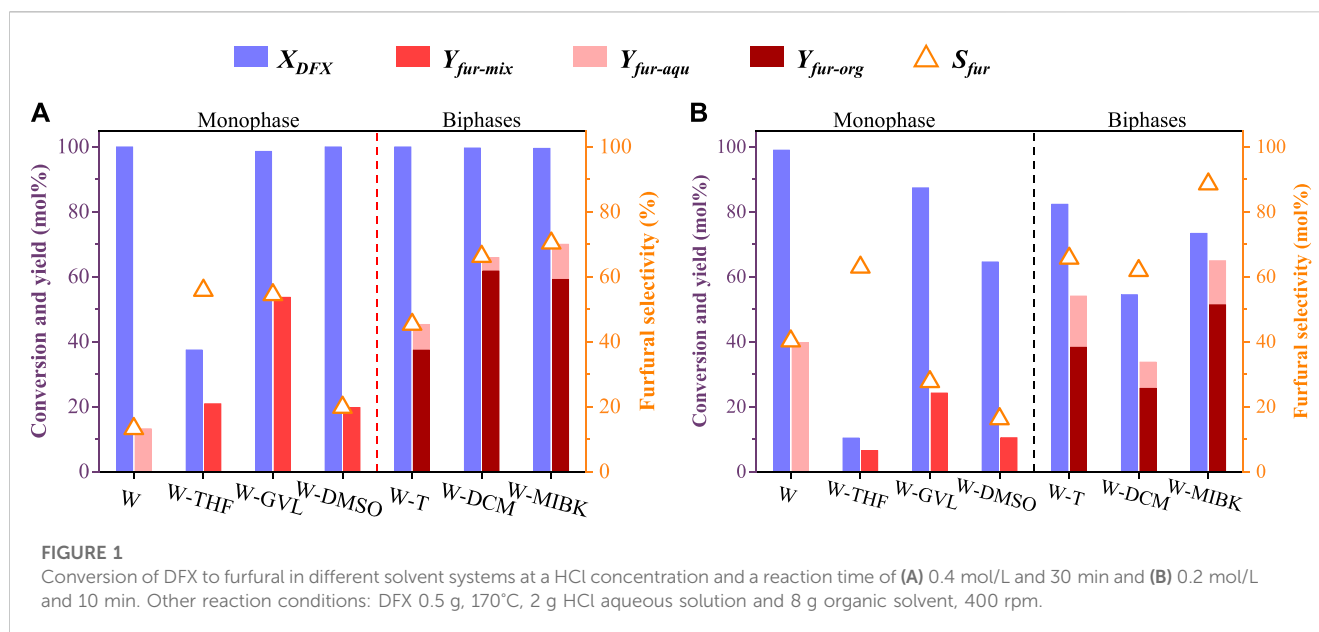 X_DFX Y_fur-mix Y_fur-aqu Y_fur-org S_fur
A
Monophase Biphases
Conversion and yield (mol%)
100
80
60
40
20
0
100
80
60
40
20
0
Furfural selectivity (%)
W W-THF W-GVL W-DMSO W-T W-DCM W-MIBK
B
Monophase Biphases
Conversion and yield (mol%)
100
80
60
40
20
0
100
80
60
40
20
0
Furfural selectivity (mol%)
W W-THF W-GVL W-DMSO W-T W-DCM W-MIBK
FIGURE 1
Conversion of DFX to furfural in different solvent systems at a HCl concentration and a reaction time of (A) 0.4 mol/L and 30 min and (B) 0.2 mol/L
and 10 min. Other reaction conditions: DFX 0.5 g, 170°C, 2 g HCl aqueous solution and 8 g organic solvent, 400 rpm.